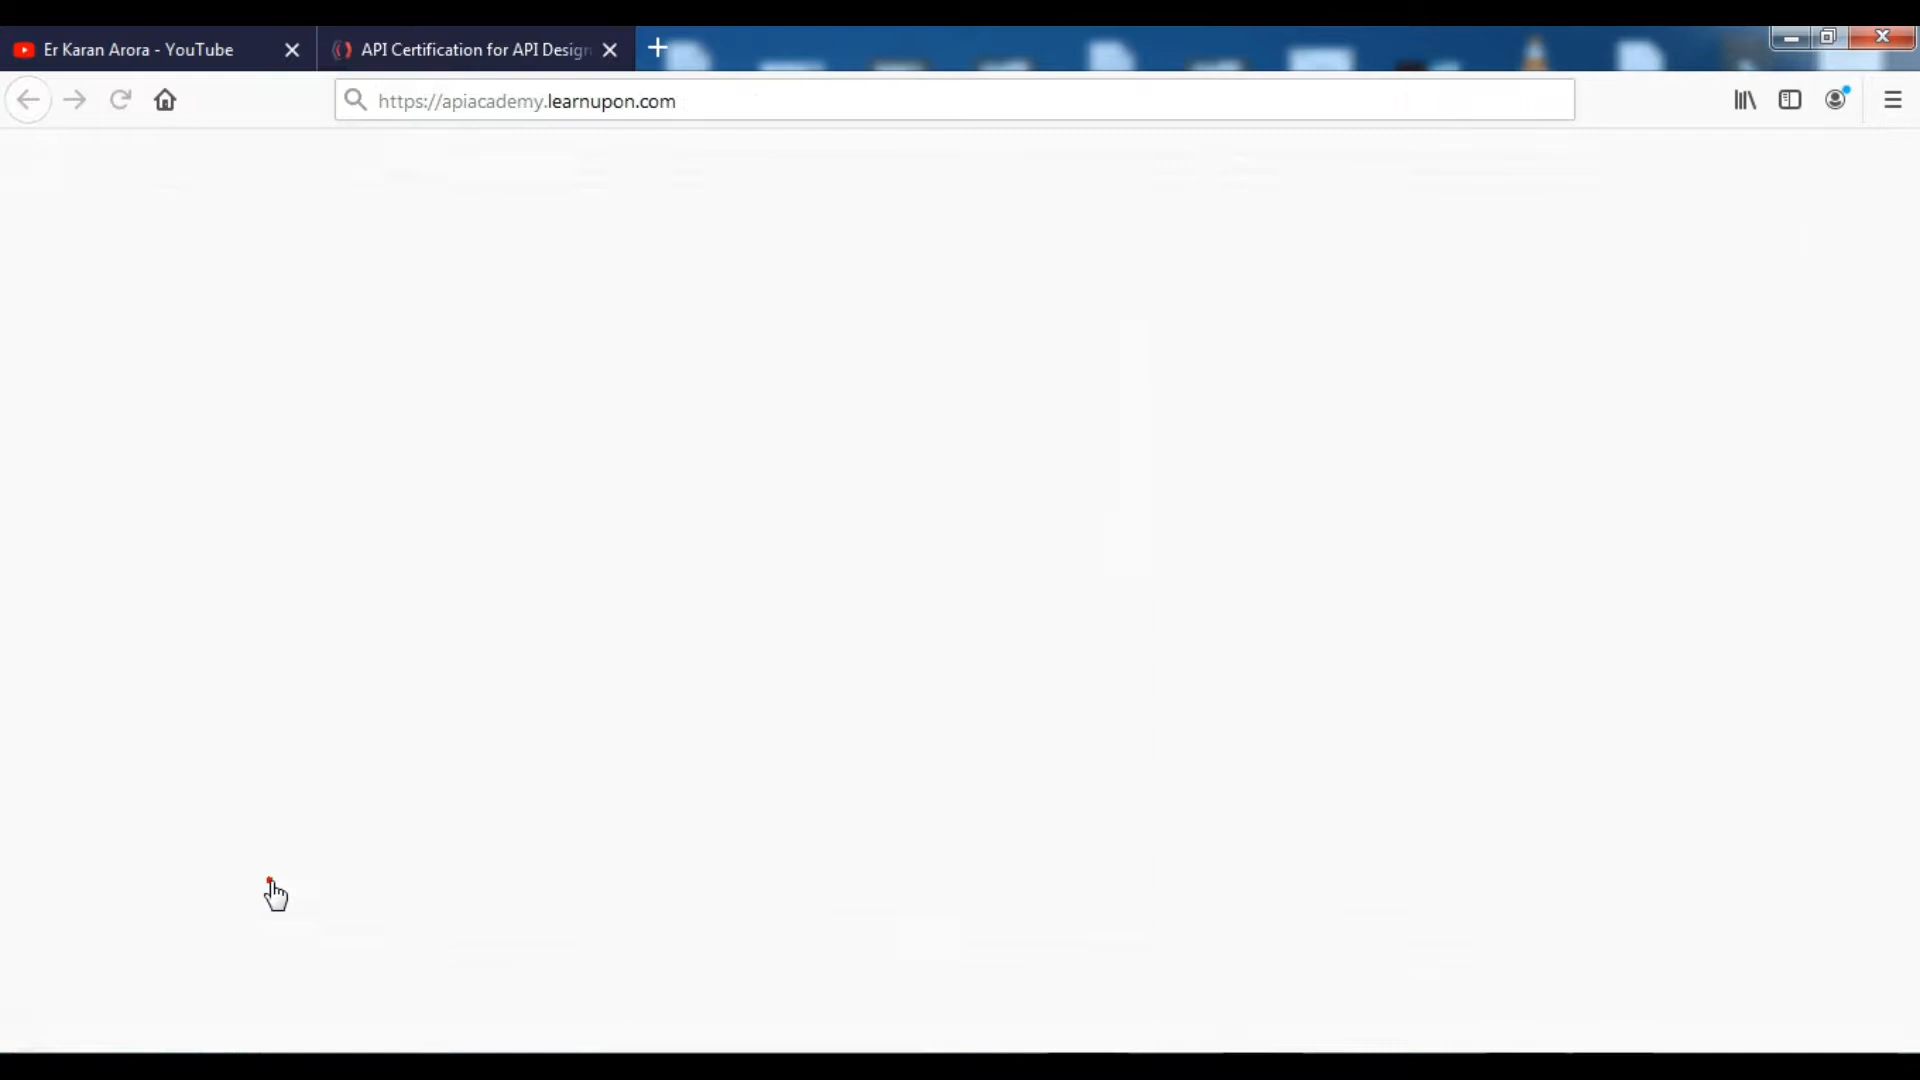 Er Karan Arora - YouTube
API Certification for API Design
https://apiacademy.learnupon.com